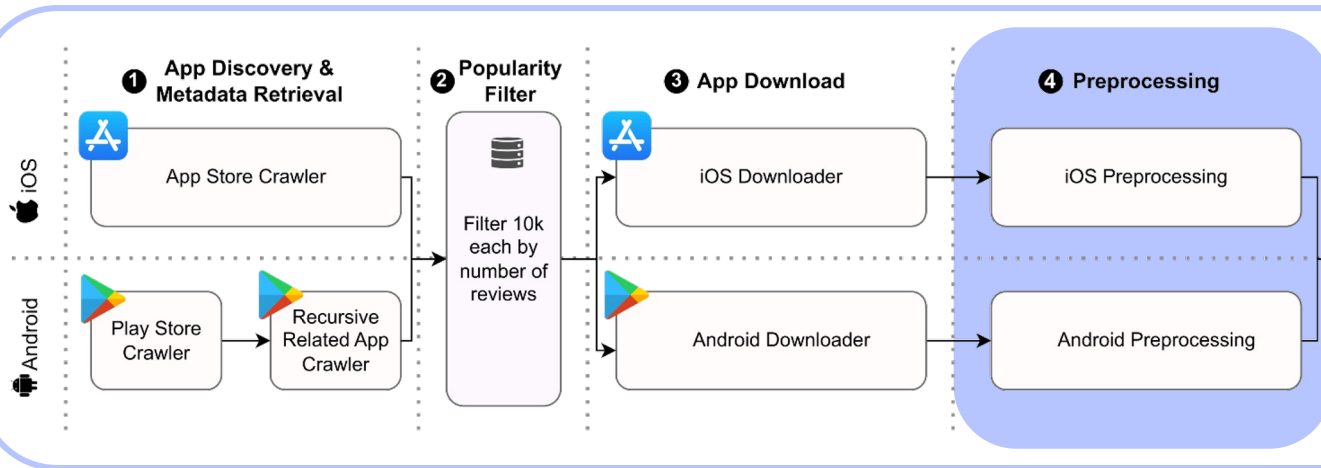 1 App Discovery &
Metadata Retrieval
2 Popularity
Filter
3 App Download
4 Preprocessing
iOS
App Store Crawler
Filter 10k
each by
number of
reviews
iOS Downloader
iOS Preprocessing
Android
Play Store
Crawler
Recursive
Related App
Crawler
Android Downloader
Android Preprocessing